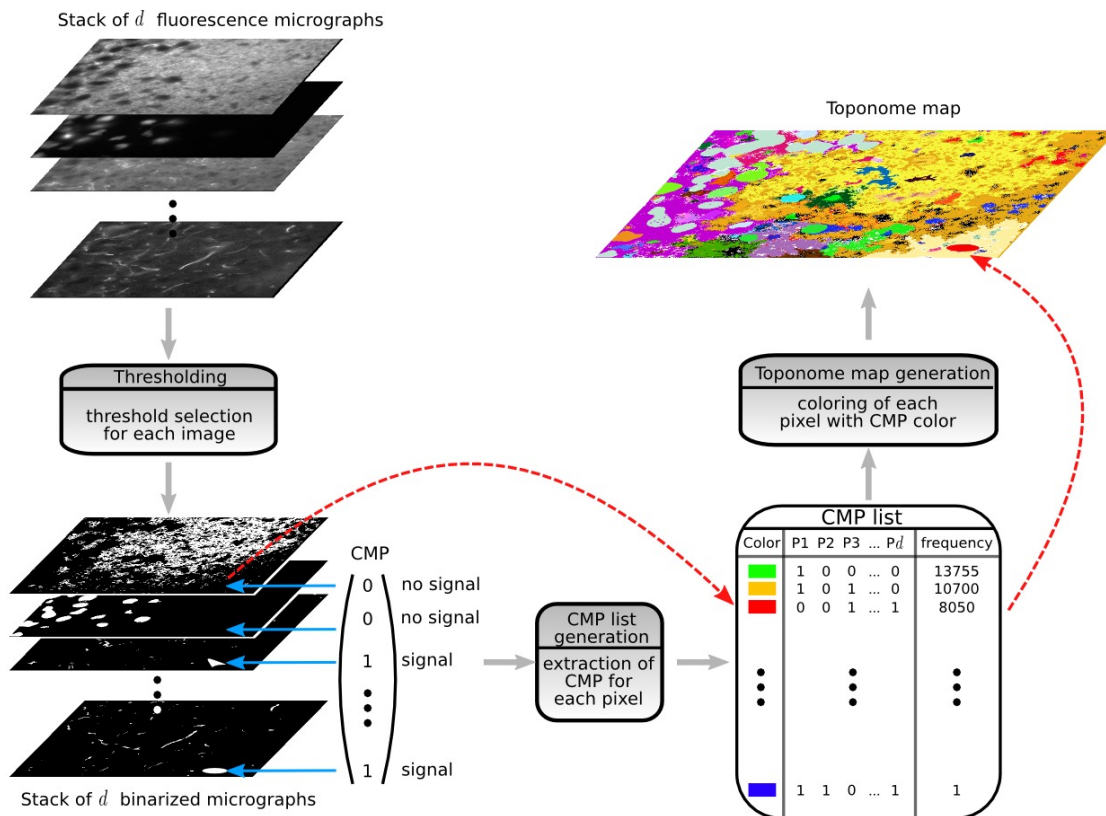 Stack of d fluorescence micrographs
Thresholding
threshold selection
for each image
CMP
0 no signal
0 no signal
1 signal
1 signal
Stack of d binarized micrographs
CMP list
generation
extraction of
CMP for
each pixel
CMP list
Color P1 P2 P3 ... Pd frequency
1 0 0 ... 0 13755
1 0 1 ... 0 10700
0 0 1 ... 1 8050
1 1 0 ... 1 1
Toponome map generation
coloring of each
pixel with CMP color
Toponome map